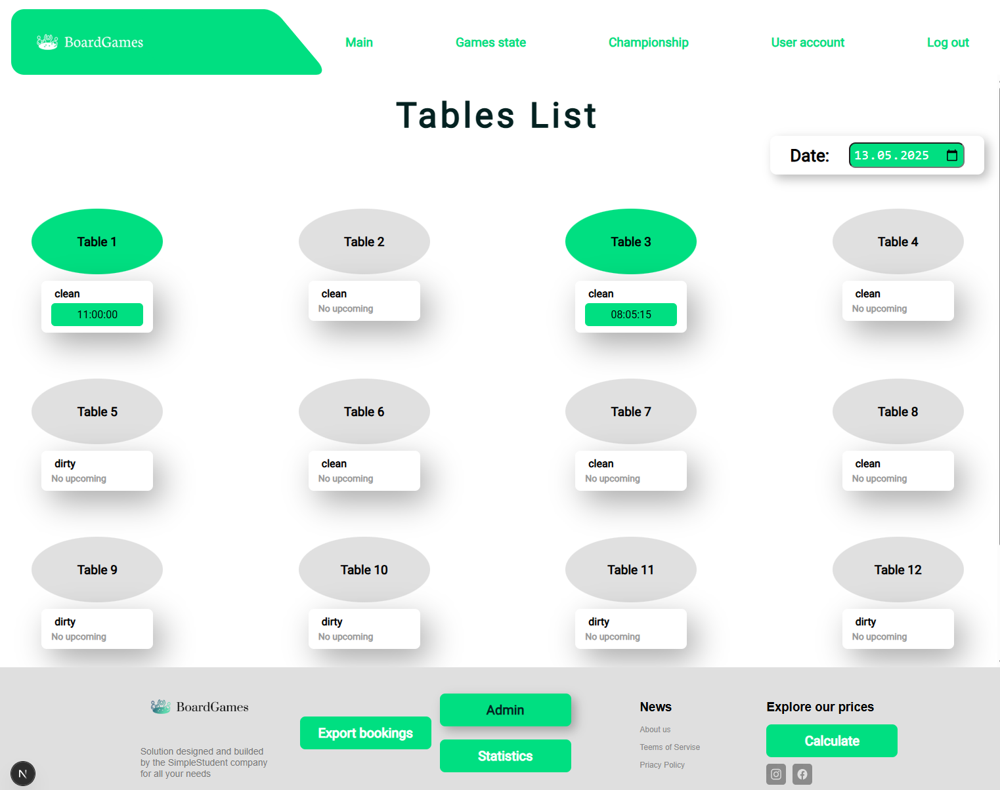 BoardGames
Main
Games state
Championship
User account
Log out
Tables List
Date:
13.05.2025
Table 1
Table 2
Table 3
Table 4
clean
11:00:00
clean
No upcoming
clean
08:05:15
clean
No upcoming
Table 5
Table 6
Table 7
Table 8
dirty
No upcoming
clean
No upcoming
clean
No upcoming
clean
No upcoming
Table 9
Table 10
Table 11
Table 12
dirty
No upcoming
dirty
No upcoming
dirty
No upcoming
dirty
No upcoming
BoardGames
Solution designed and builded
by the SimpleStudent company
for all your needs
Export bookings
Admin
Statistics
News
About us
Teems of Servise
Priacy Policy
Explore our prices
Calculate
N